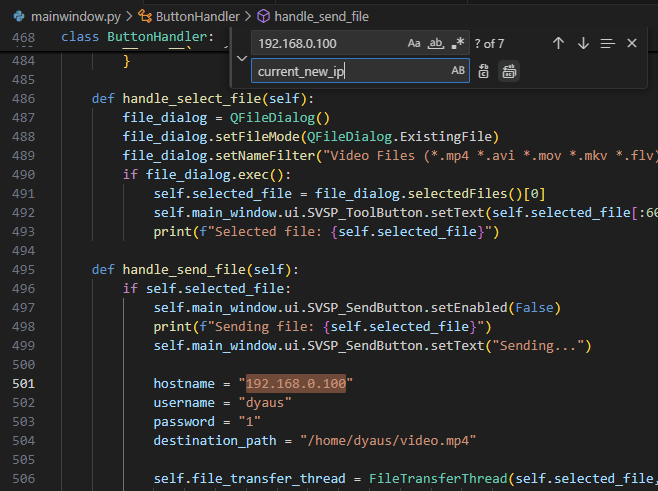 mainwindow.py > ButtonHandler > handle_send_file
468 class ButtonHandler:
192.168.0.100 Aa ab .* ? of 7
current_new_ip AB
484 }
485
486 def handle_select_file(self):
487 file_dialog = QFileDialog()
488 file_dialog.setFileMode(QFileDialog.ExistingFile)
489 file_dialog.setNameFilter("Video Files (*.mp4 *.avi *.mov *.mkv *.flv)
490 if file_dialog.exec():
491 self.selected_file = file_dialog.selectedFiles()[0]
492 self.main_window.ui.SVSP_ToolButton.setText(self.selected_file[:60
493 print(f"Selected file: {self.selected_file}")
494
495 def handle_send_file(self):
496 if self.selected_file:
497 self.main_window.ui.SVSP_SendButton.setEnabled(False)
498 print(f"Sending file: {self.selected_file}")
499 self.main_window.ui.SVSP_SendButton.setText("Sending...")
500
501 hostname = "192.168.0.100"
502 username = "dyaus"
503 password = "1"
504 destination_path = "/home/dyaus/video.mp4"
505
506 self.file_transfer_thread = FileTransferThread(self.selected_file,